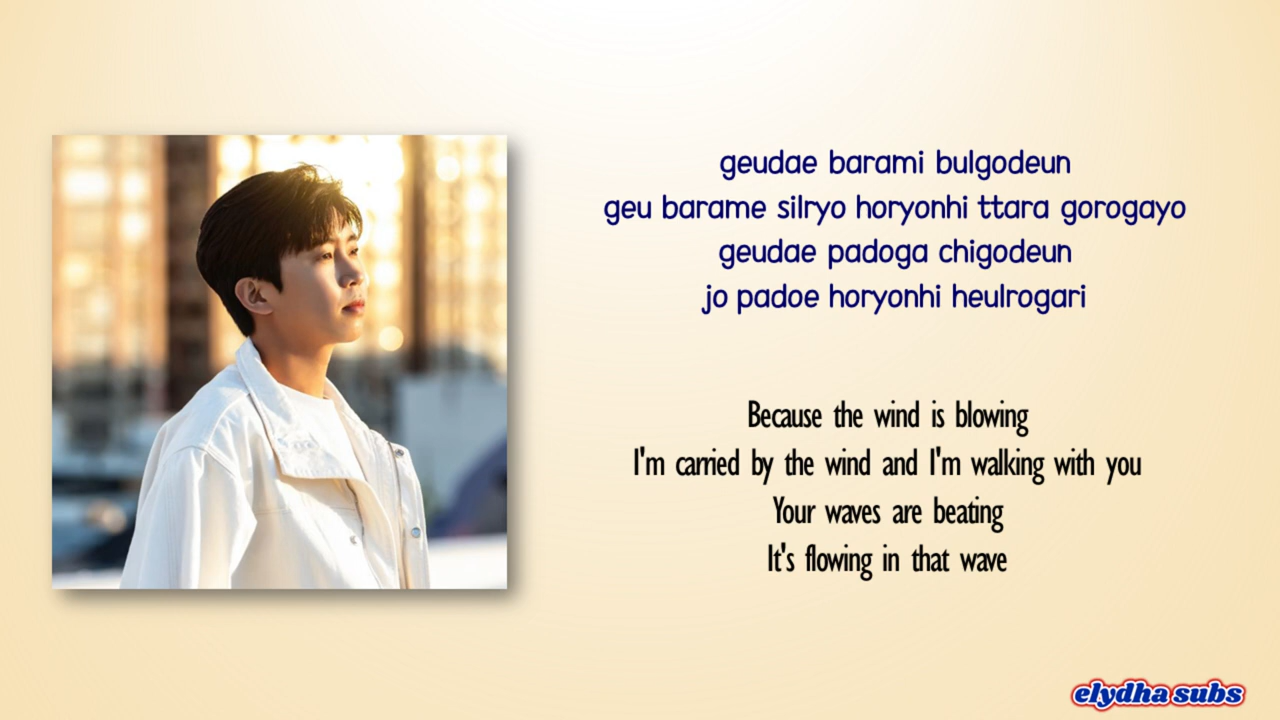 geudae barami bulgodeun
geu barame silryo horyonhi ttara gorogayo
geudae padoga chigodeun
jo padoe horyonhi heulrogari
Because the wind is blowing
I'm carried by the wind and I'm walking with you
Your waves are beating
It's flowing in that wave
elydha subs